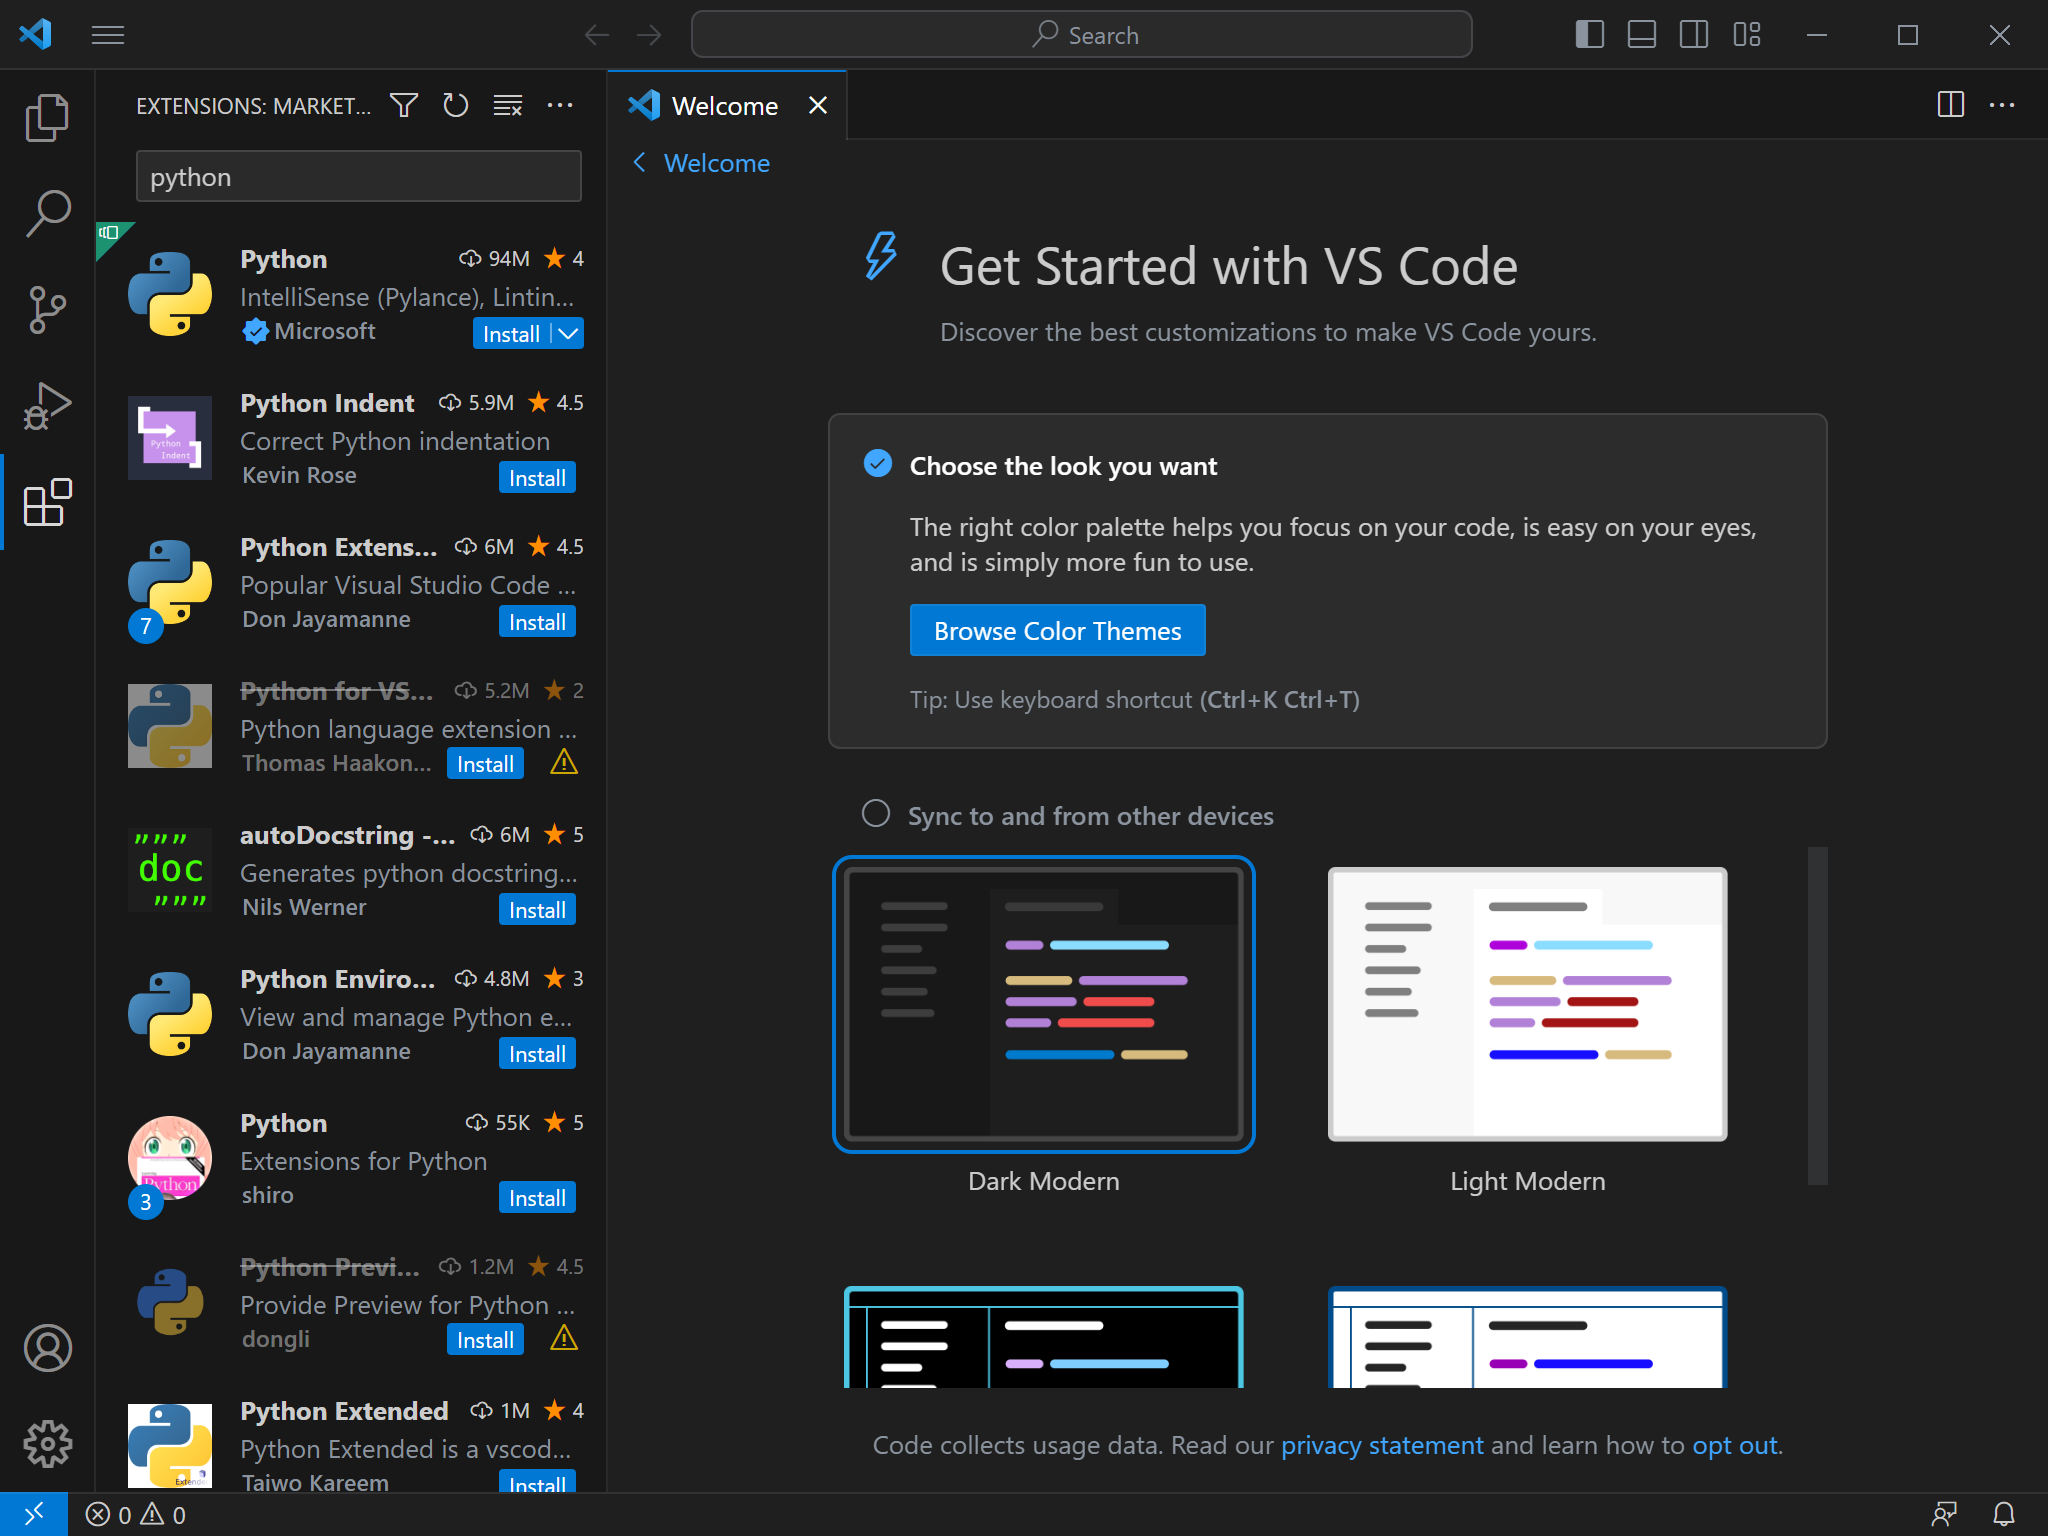 Search
EXTENSIONS: MARKET...
python
Python 94M 4
IntelliSense (Pylance), Lintin...
Microsoft Install
Python Indent 5.9M 4.5
Correct Python indentation
Kevin Rose Install
Python
Indent
Python Extens... 6M 4.5
Popular Visual Studio Code ...
Don Jayamanne Install
7
Python for VS... 5.2M 2
Python language extension ...
Thomas Haakon... Install
autoDocstring -... 6M 5
Generates python docstring...
Nils Werner Install
”””
doc
”””
Python Enviro... 4.8M 3
View and manage Python e...
Don Jayamanne Install
Python 55K 5
Extensions for Python
shiro Install
Python
3
Python Previ... 1.2M 4.5
Provide Preview for Python ...
dongli Install
Python Extended 1M 4
Python Extended is a vscod...
Taiwo Kareem Install
Welcome
Welcome
Get Started with VS Code
Discover the best customizations to make VS Code yours.
Choose the look you want
The right color palette helps you focus on your code, is easy on your eyes,
and is simply more fun to use.
Browse Color Themes
Tip: Use keyboard shortcut (Ctrl+K Ctrl+T)
Sync to and from other devices
Dark Modern
Light Modern
Code collects usage data. Read our privacy statement and learn how to opt out.
0 0